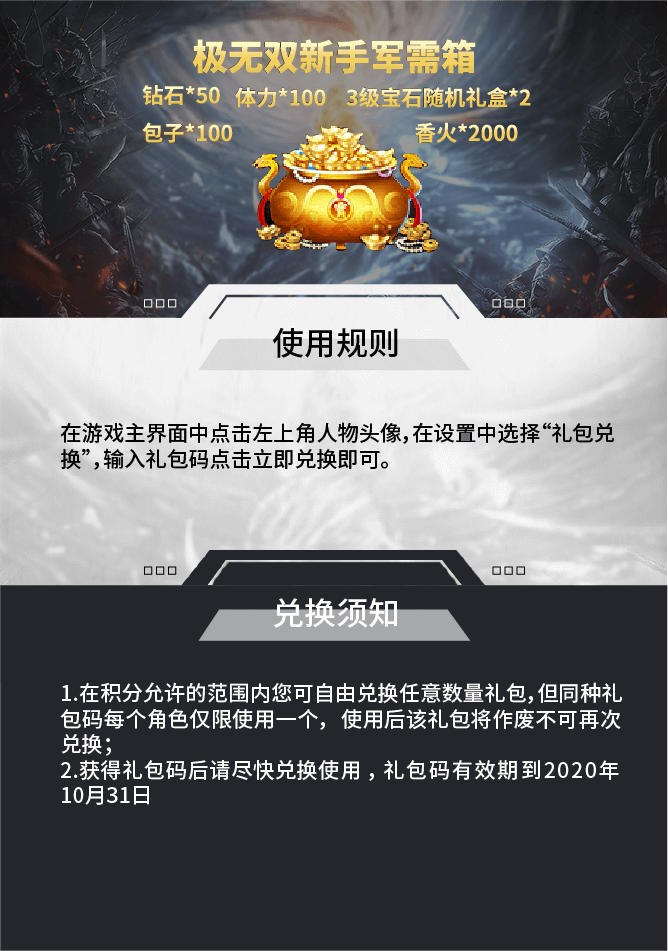 极无双新手军需箱
钻石*50 体力*100 3级宝石随机礼盒*2
包子*100 香火*2000
使用规则
在游戏主界面中点击左上角人物头像,在设置中选择“礼包兑
换”,输入礼包码点击立即兑换即可。
兑换须知
1.在积分允许的范围内您可自由兑换任意数量礼包,但同种礼
包码每个角色仅限使用一个，使用后该礼包将作废不可再次
兑换；
2.获得礼包码后请尽快兑换使用，礼包码有效期到2020年
10月31日